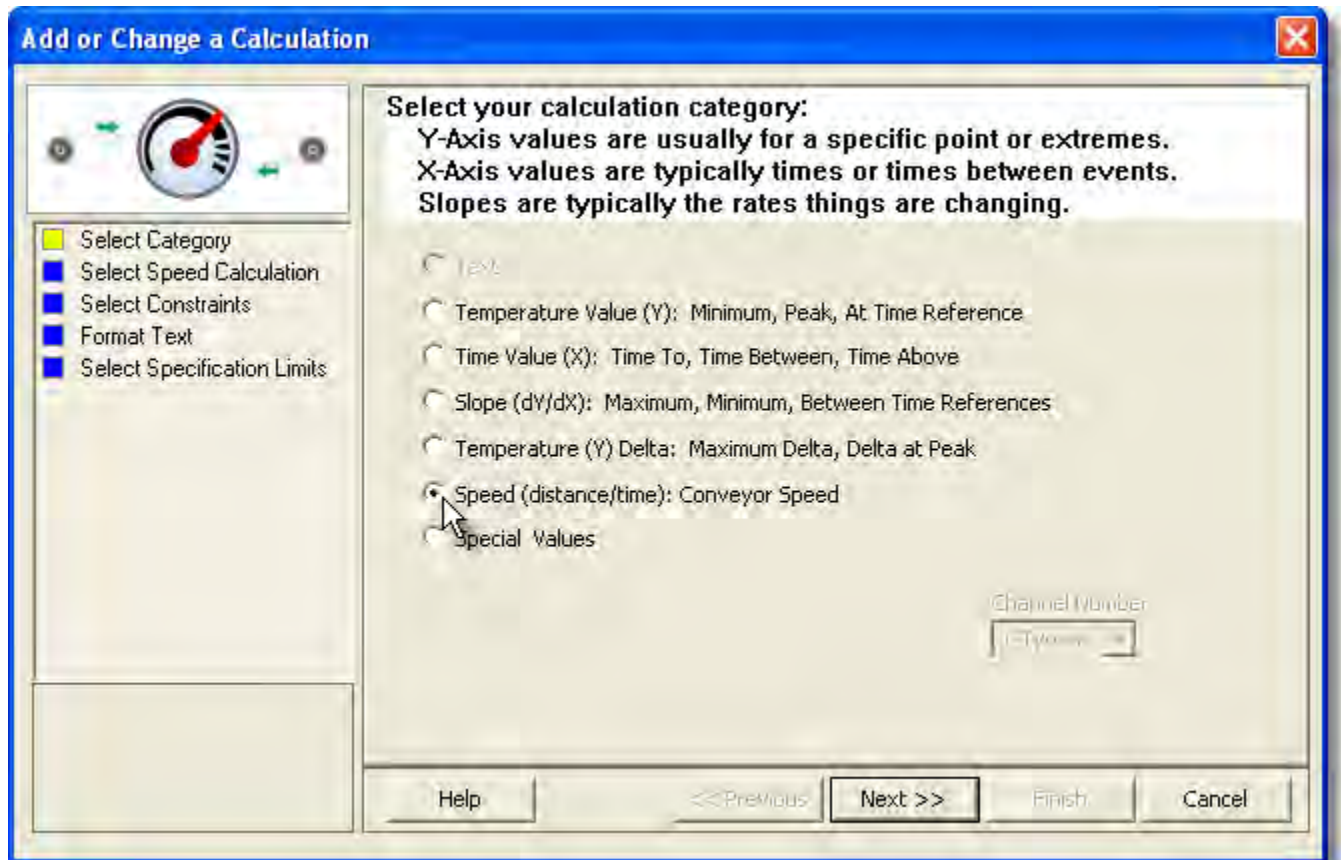 Add or Change a Calculation
Select Category
Select Speed Calculation
Select Constraints
Format Text
Select Specification Limits
Select your calculation category:
Y-Axis values are usually for a specific point or extremes.
X-Axis values are typically times or times between events.
Slopes are typically the rates things are changing.
Text
Temperature Value (Y): Minimum, Peak, At Time Reference
Time Value (X): Time To, Time Between, Time Above
Slope (dY/dX): Maximum, Minimum, Between Time References
Temperature (Y) Delta: Maximum Delta, Delta at Peak
Speed (distance/time): Conveyor Speed
Special Values
Channel Number
Help
<<Previous
Next >>
Finish
Cancel